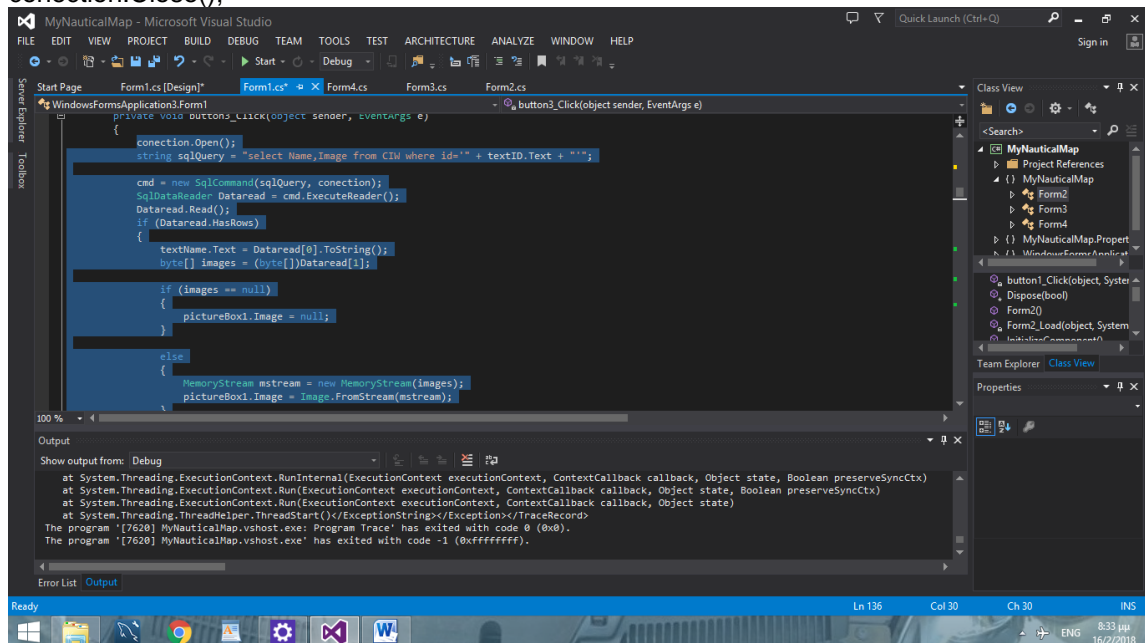 conection.Close();
MyNauticalMap - Microsoft Visual Studio
Quick Launch (Ctrl+Q)
FILE EDIT VIEW PROJECT BUILD DEBUG TEAM TOOLS TEST ARCHITECTURE ANALYZE WINDOW HELP
Sign in
Start Debug
Server Explorer
Toolbox
Start Page Form1.cs [Design]* Form1.cs* Form4.cs Form3.cs Form2.cs
WindowsFormsApplication3.Form1 button3_Click(object sender, EventArgs e)
private void button3_Click(object sender, EventArgs e)
{
conection.Open();
string sqlQuery = "select Name,Image from CIW where id='" + textID.Text + "'";
cmd = new SqlCommand(sqlQuery, conection);
SqlDataReader Dataread = cmd.ExecuteReader();
Dataread.Read();
if (Dataread.HasRows)
{
textName.Text = Dataread[0].ToString();
byte[] images = (byte[])Dataread[1];
if (images == null)
{
pictureBox1.Image = null;
}
else
{
MemoryStream mstream = new MemoryStream(images);
pictureBox1.Image = Image.FromStream(mstream);
}
100 %
Output
Show output from: Debug
at System.Threading.ExecutionContext.RunInternal(ExecutionContext executionContext, ContextCallback callback, Object state, Boolean preserveSyncCtx)
at System.Threading.ExecutionContext.Run(ExecutionContext executionContext, ContextCallback callback, Object state, Boolean preserveSyncCtx)
at System.Threading.ExecutionContext.Run(ExecutionContext executionContext, ContextCallback callback, Object state)
at System.Threading.ThreadHelper.ThreadStart()</ExceptionString></Exception></TraceRecord>
The program '[7620] MyNauticalMap.vshost.exe: Program Trace' has exited with code 0 (0x0).
The program '[7620] MyNauticalMap.vshost.exe' has exited with code -1 (0xffffffff).
Error List Output
Class View
<Search>
MyNauticalMap
Project References
{} MyNauticalMap
Form2
Form3
Form4
{} MyNauticalMap.Propert
{} WindowsFormsApplicat
button1_Click(object, System
Dispose(bool)
Form2()
Form2_Load(object, System
InitializeComponent()
Team Explorer Class View
Properties
Ready Ln 136 Col 30 Ch 30 INS
ENG 8:33 μμ
16/2/2018